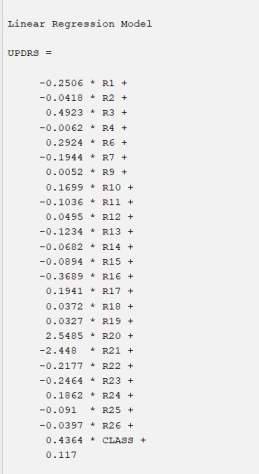 Linear Regression Model
UPDRS =
-0.2506 * R1 +
-0.0418 * R2 +
0.4923 * R3 +
-0.0062 * R4 +
0.2924 * R6 +
-0.1944 * R7 +
0.0052 * R9 +
0.1699 * R10 +
-0.1036 * R11 +
0.0495 * R12 +
-0.1234 * R13 +
-0.0682 * R14 +
-0.0894 * R15 +
-0.3689 * R16 +
0.1941 * R17 +
0.0372 * R18 +
0.0327 * R19 +
2.5485 * R20 +
-2.448 * R21 +
-0.2177 * R22 +
-0.2464 * R23 +
0.1862 * R24 +
-0.091 * R25 +
-0.0397 * R26 +
0.4364 * CLASS +
0.117